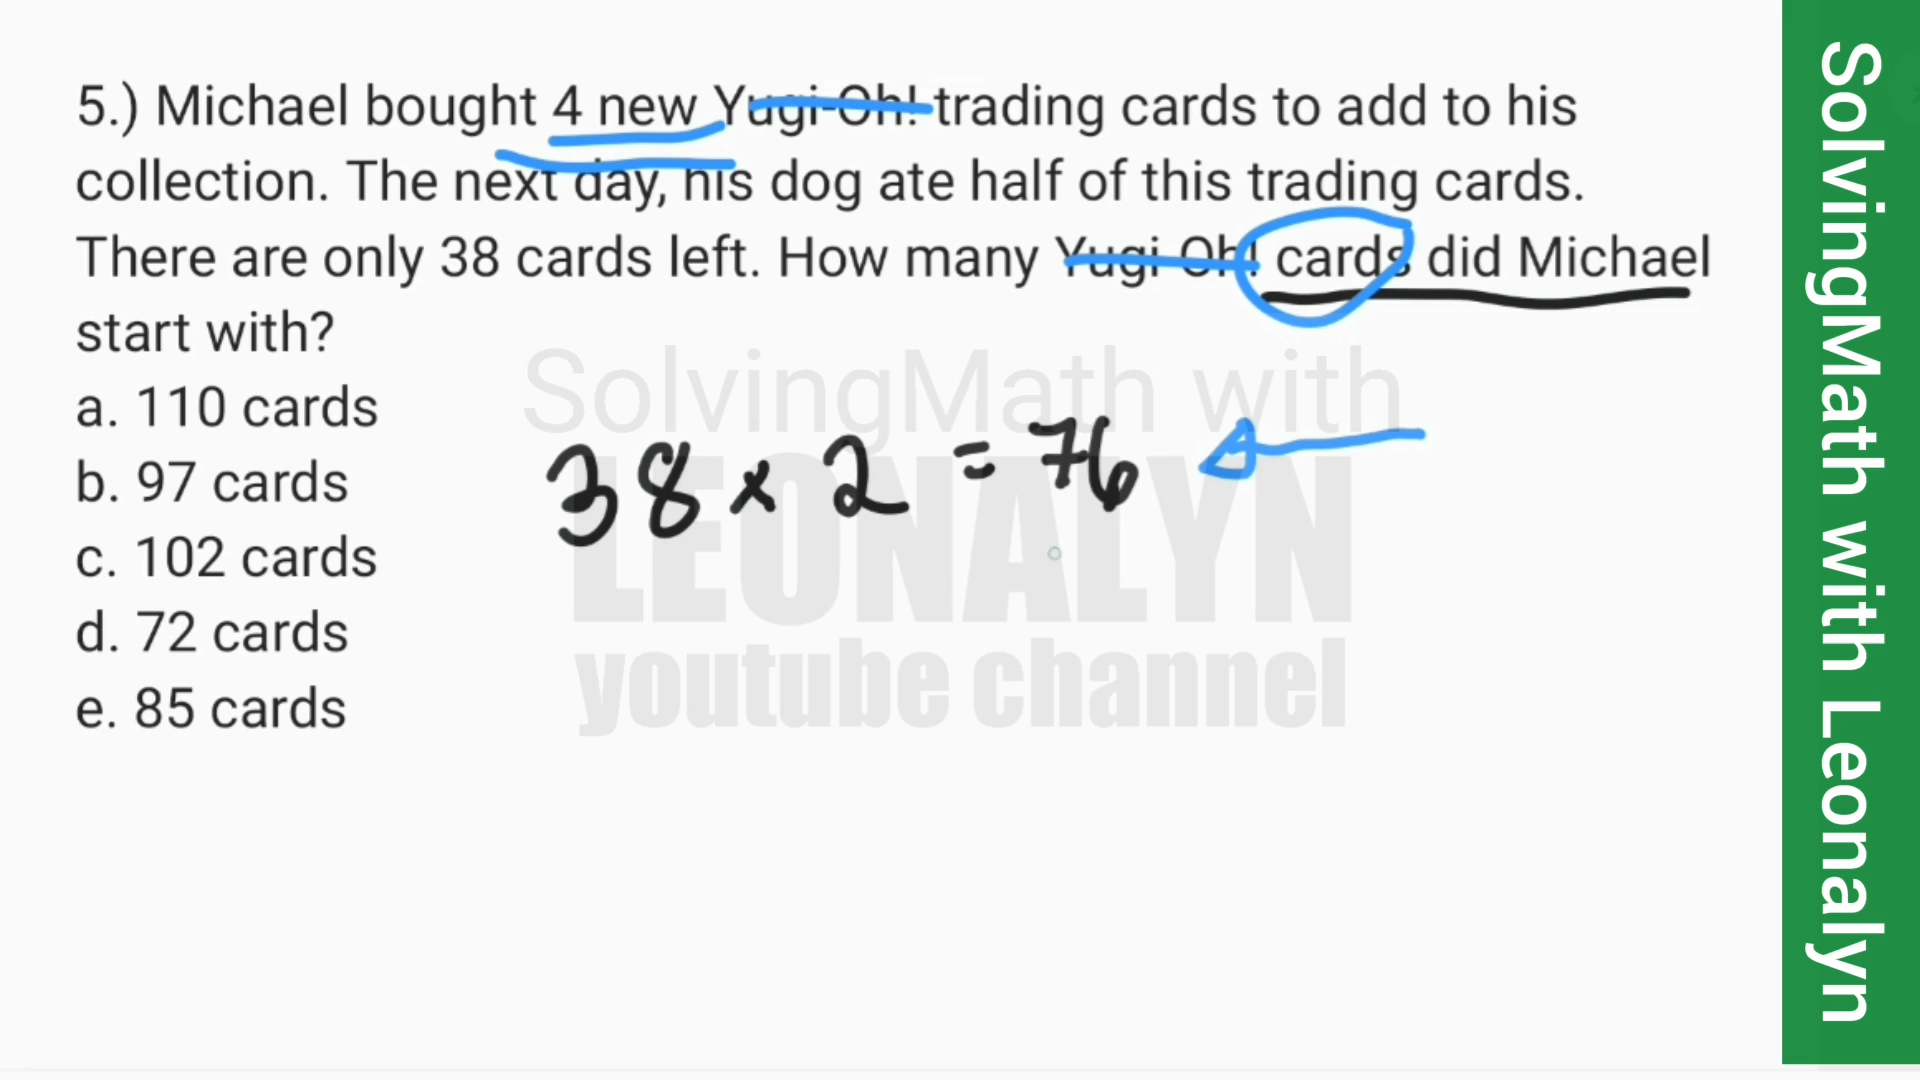 5.) Michael bought 4 new Yugi-Oh! trading cards to add to his
collection. The next day, his dog ate half of this trading cards.
There are only 38 cards left. How many Yugi-Oh! cards did Michael
start with?
a. 110 cards
b. 97 cards
c. 102 cards
d. 72 cards
e. 85 cards
38 x 2 = 76
SolvingMath with
LEONALYN
youtube channel
SolvingMath with Leonalyn